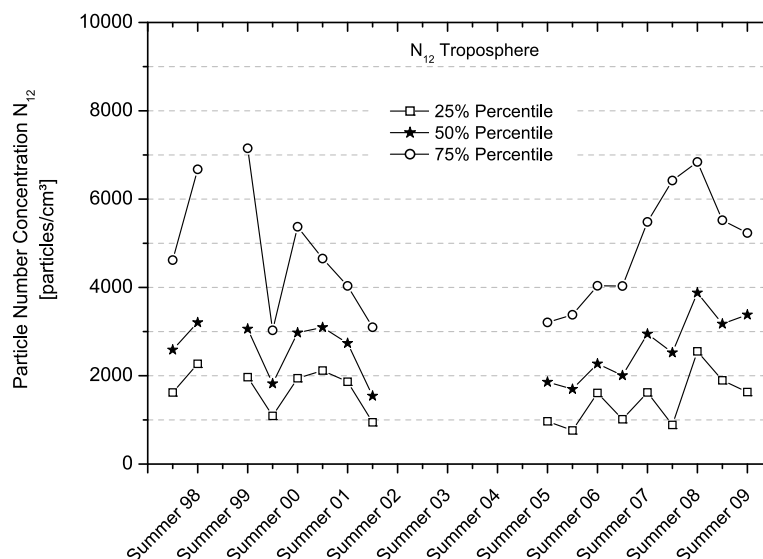 10000
8000
6000
4000
2000
0
Particle Number Concentration N₁₂
[particles/cm³]
N₁₂ Troposphere
25% Percentile
50% Percentile
75% Percentile
Summer 98
Summer 99
Summer 00
Summer 01
Summer 02
Summer 03
Summer 04
Summer 05
Summer 06
Summer 07
Summer 08
Summer 09